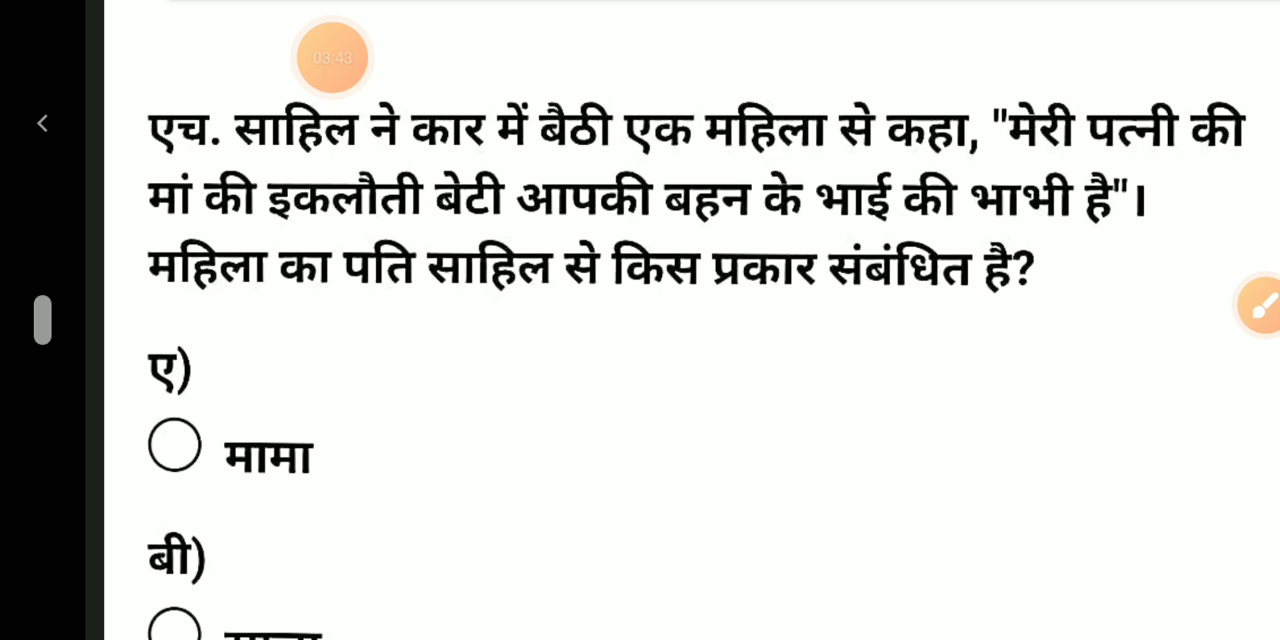 03:43
एच. साहिल ने कार में बैठी एक महिला से कहा, "मेरी पत्नी की
मां की इकलौती बेटी आपकी बहन के भाई की भाभी है"।
महिला का पति साहिल से किस प्रकार संबंधित है?
ए)
मामा
बी)